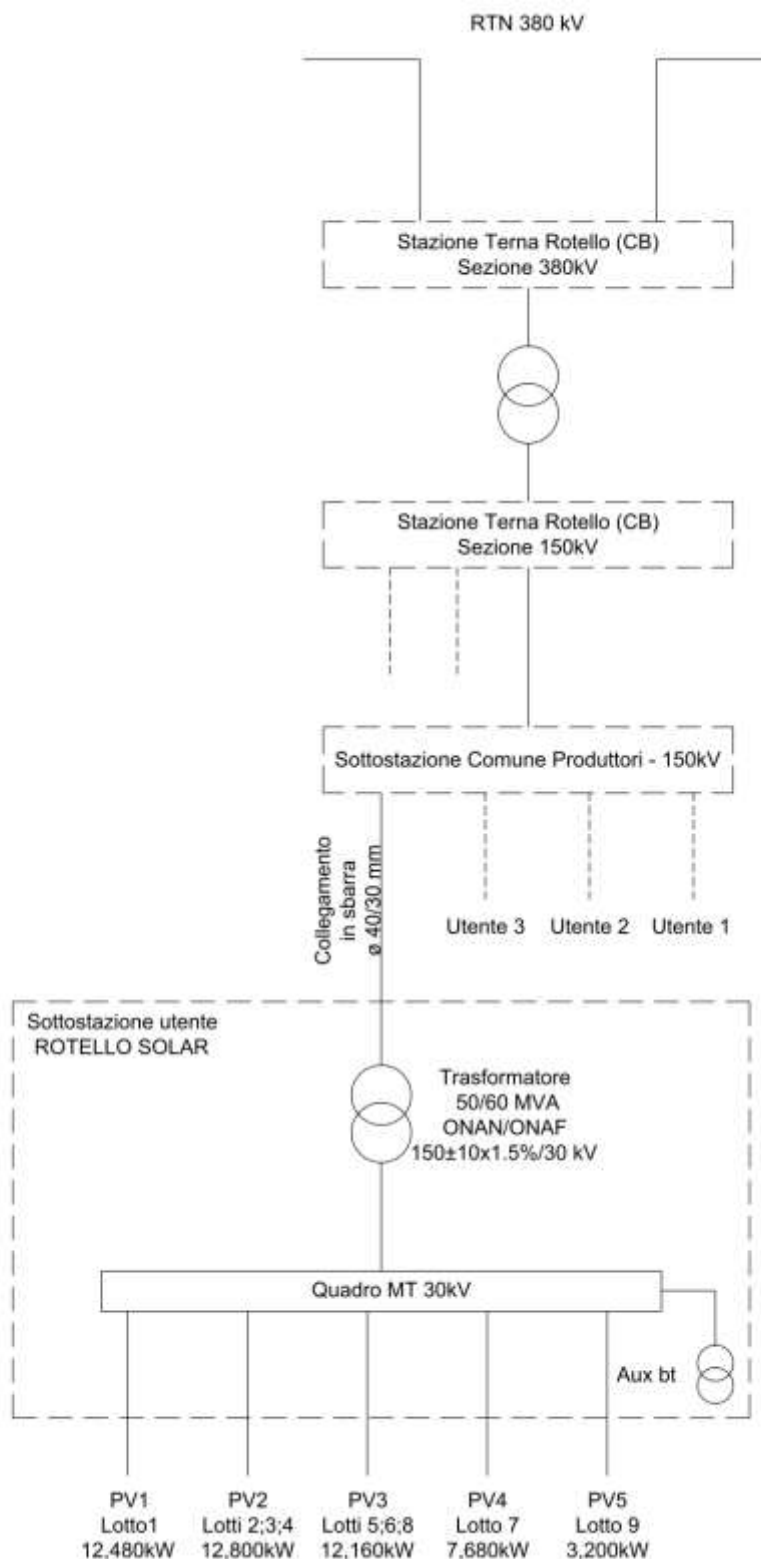 RTN 380 kV
Stazione Terna Rotello (CB)
Sezione 380kV
Stazione Terna Rotello (CB)
Sezione 150kV
Sottostazione Comune Produttori - 150kV
Collegamento
in sbarra
ø 40/30 mm
Utente 3
Utente 2
Utente 1
Sottostazione utente
ROTELLO SOLAR
Trasformatore
50/60 MVA
ONAN/ONAF
150±10x1.5%/30 kV
Quadro MT 30kV
Aux bt
PV1
Lotto1
12,480kW
PV2
Lotti 2;3;4
12,800kW
PV3
Lotti 5;6;8
12,160kW
PV4
Lotto 7
7,680kW
PV5
Lotto 9
3,200kW